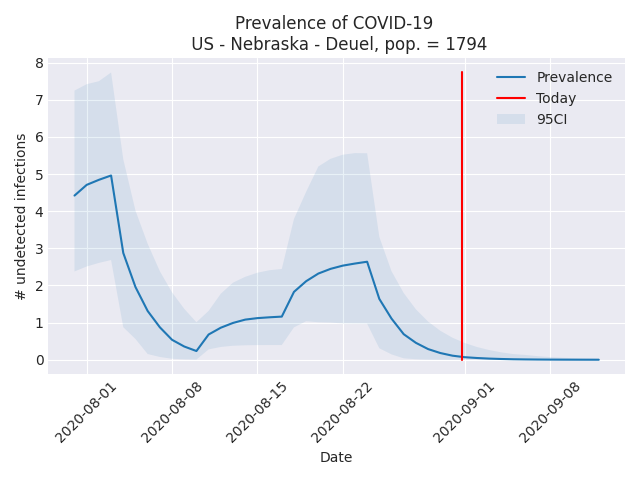 Prevalence of COVID-19
US - Nebraska - Deuel, pop. = 1794
8
7
6
5
4
3
2
1
0
# undetected infections
Prevalence
Today
95CI
2020-08-01
2020-08-08
2020-08-15
2020-08-22
2020-09-01
2020-09-08
Date